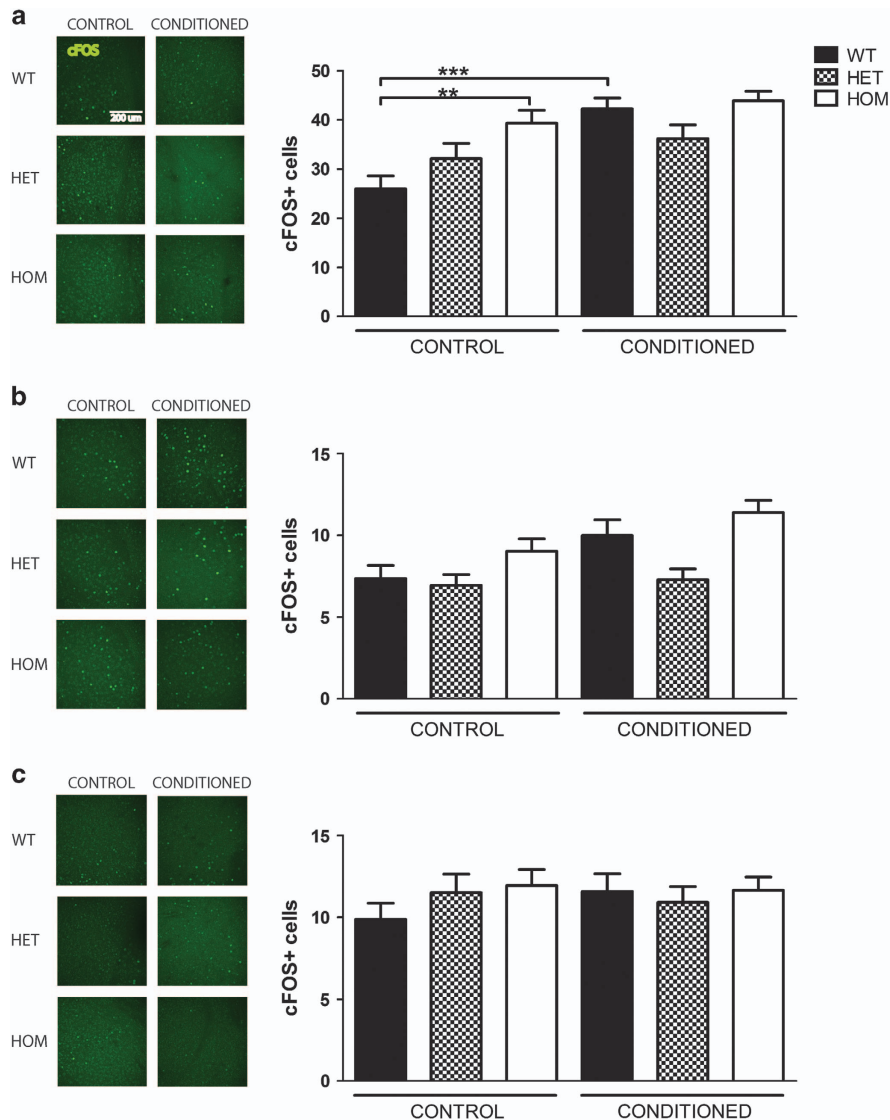 a
CONTROL CONDITIONED
WT
cFOS
200 um
HET
HOM
cFOS+ cells
50
40
30
20
10
0
***
**
WT
HET
HOM
CONTROL CONDITIONED
b
CONTROL CONDITIONED
WT
HET
HOM
cFOS+ cells
15
10
5
0
CONTROL CONDITIONED
c
CONTROL CONDITIONED
WT
HET
HOM
cFOS+ cells
15
10
5
0
CONTROL CONDITIONED